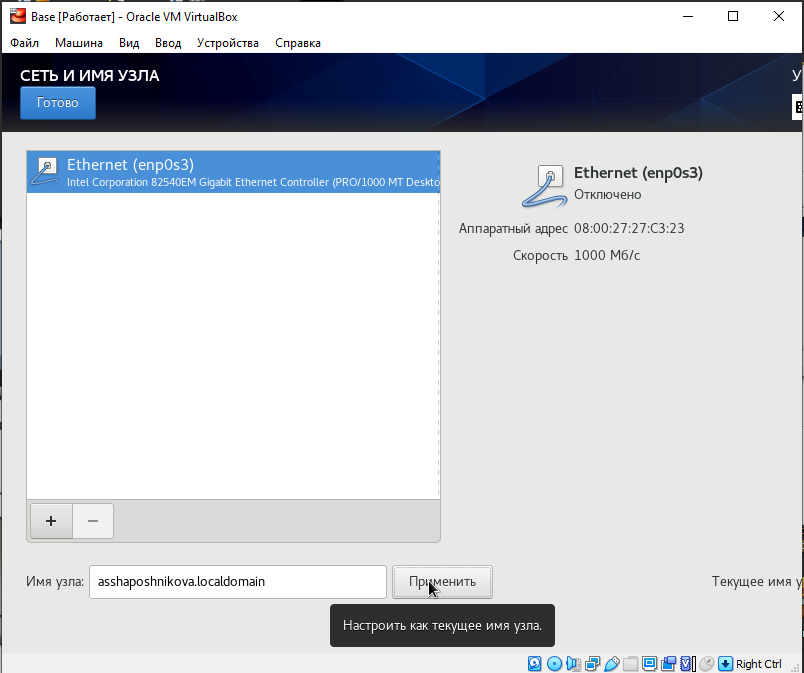 Base [Работает] - Oracle VM VirtualBox
Файл Машина Вид Ввод Устройства Справка
СЕТЬ И ИМЯ УЗЛА
У
Готово
Ethernet (enp0s3)
Intel Corporation 82540EM Gigabit Ethernet Controller (PRO/1000 MT Deskto
Ethernet (enp0s3)
Отключено
Аппаратный адрес 08:00:27:27:C3:23
Скорость 1000 Мб/с
+ −
Имя узла: asshaposhnikova.localdomain Применить Текущее имя у
Настроить как текущее имя узла.
Right Ctrl